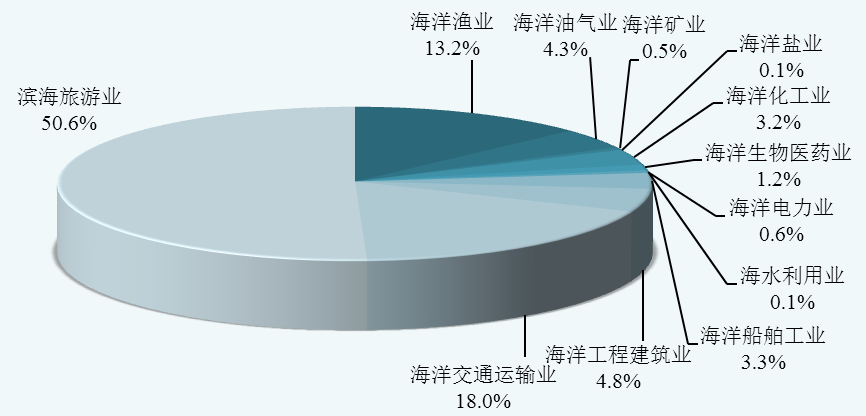 海洋渔业
13.2%
海洋油气业
4.3%
海洋矿业
0.5%
海洋盐业
0.1%
海洋化工业
3.2%
海洋生物医药业
1.2%
海洋电力业
0.6%
海水利用业
0.1%
海洋船舶工业
3.3%
海洋工程建筑业
4.8%
海洋交通运输业
18.0%
滨海旅游业
50.6%